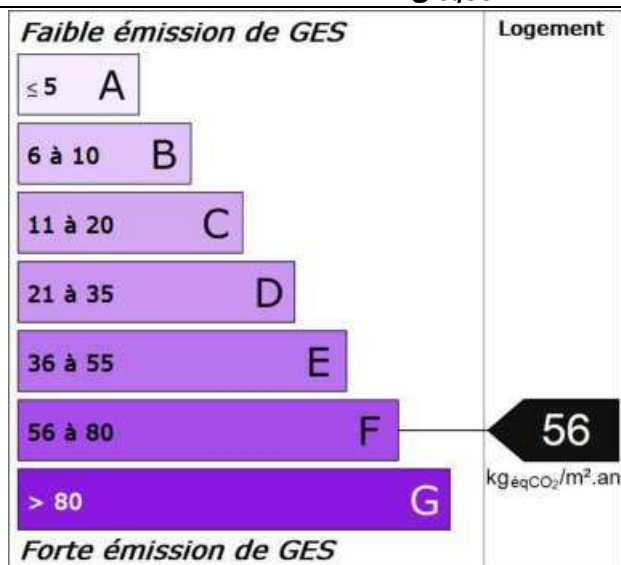 Faible émission de GES
Logement
≤ 5 A
6 à 10 B
11 à 20 C
21 à 35 D
36 à 55 E
56 à 80 F
56
kgéqCO₂/m².an
> 80 G
Forte émission de GES